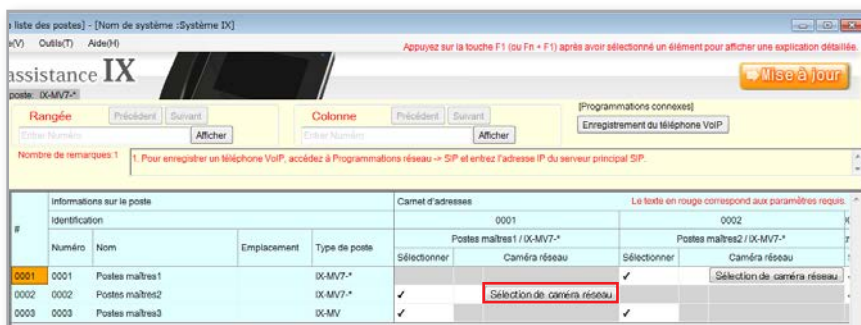 liste des postes] - [Nom de système :Système IX]
e(V) Outils(T) Aide(H)
Appuyez sur la touche F1 (ou Fn + F1) après avoir sélectionné un élément pour afficher une explication détaillée.
assistance IX
Mise à jour
poste: IX-MV7-*
Rangée Précédent Suivant Colonne Précédent Suivant [Programmations connexes]
Entrer Numéro Afficher Entrer Numéro Afficher Enregistrement du téléphone VoIP
Nombre de remarques:1 1. Pour enregistrer un téléphone VoIP, accédez à Programmations réseau -> SIP et entrez l'adresse IP du serveur principal SIP.
# Informations sur le poste Carnet d'adresses Le texte en rouge correspond aux paramètres requis.
Identification 0001 0002
Numéro Nom Emplacement Type de poste Postes maîtres1 / IX-MV7-* Postes maîtres2 / IX-MV7-*
Sélectionner Caméra réseau Sélectionner Caméra réseau
0001 0001 Postes maîtres1 IX-MV7-* ✓ Sélection de caméra réseau
0002 0002 Postes maîtres2 IX-MV7-* ✓ Sélection de caméra réseau
0003 0003 Postes maîtres3 IX-MV ✓ ✓